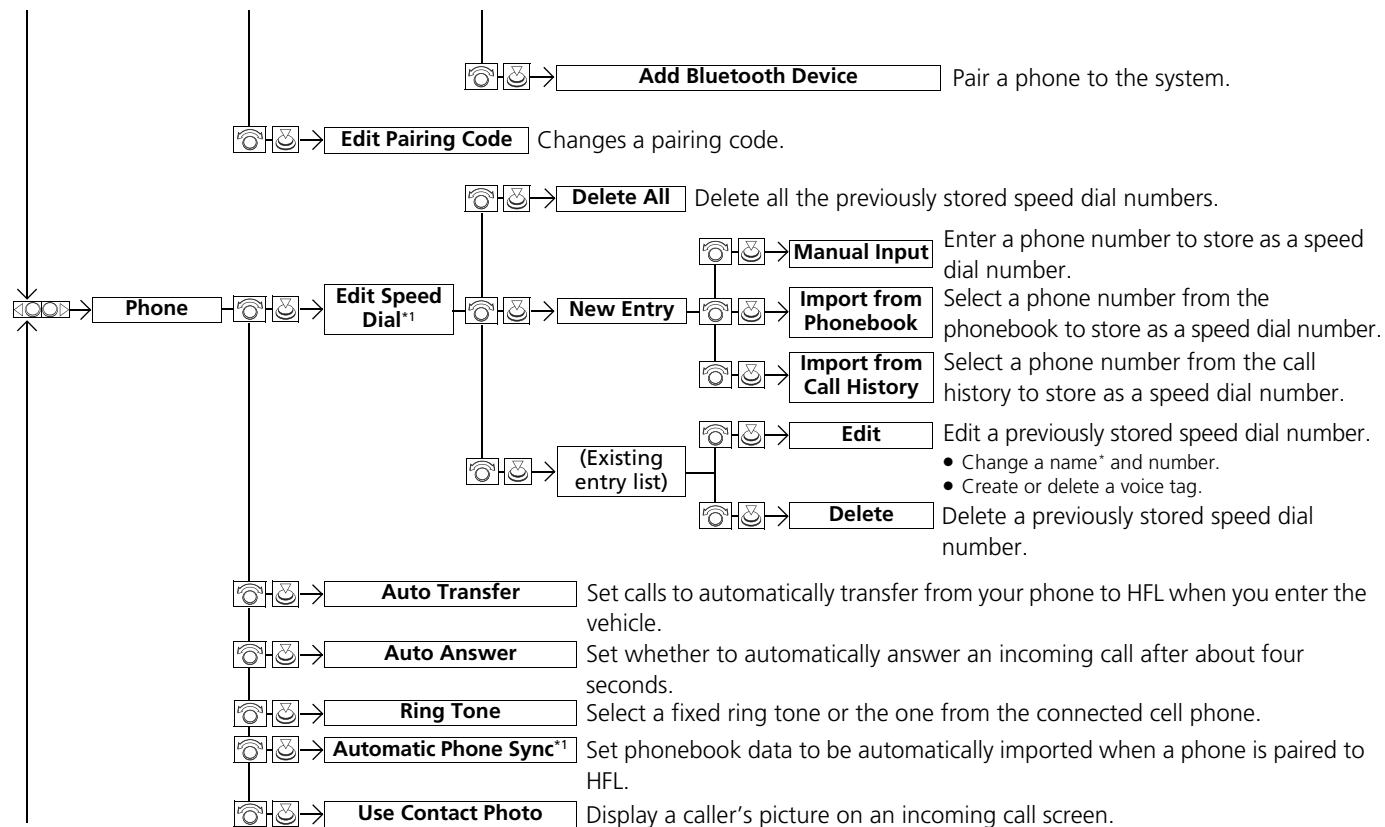 Add Bluetooth Device Pair a phone to the system.
Edit Pairing Code Changes a pairing code.
Delete All Delete all the previously stored speed dial numbers.
Manual Input Enter a phone number to store as a speed
dial number.
Phone
Edit Speed
Dial*1
New Entry
Import from
Phonebook
Select a phone number from the
phonebook to store as a speed dial number.
Import from
Call History
Select a phone number from the call
history to store as a speed dial number.
(Existing
entry list)
Edit Edit a previously stored speed dial number.
● Change a name* and number.
● Create or delete a voice tag.
Delete Delete a previously stored speed dial
number.
Auto Transfer Set calls to automatically transfer from your phone to HFL when you enter the
vehicle.
Auto Answer Set whether to automatically answer an incoming call after about four
seconds.
Ring Tone Select a fixed ring tone or the one from the connected cell phone.
Automatic Phone Sync*1 Set phonebook data to be automatically imported when a phone is paired to
HFL.
Use Contact Photo Display a caller's picture on an incoming call screen.